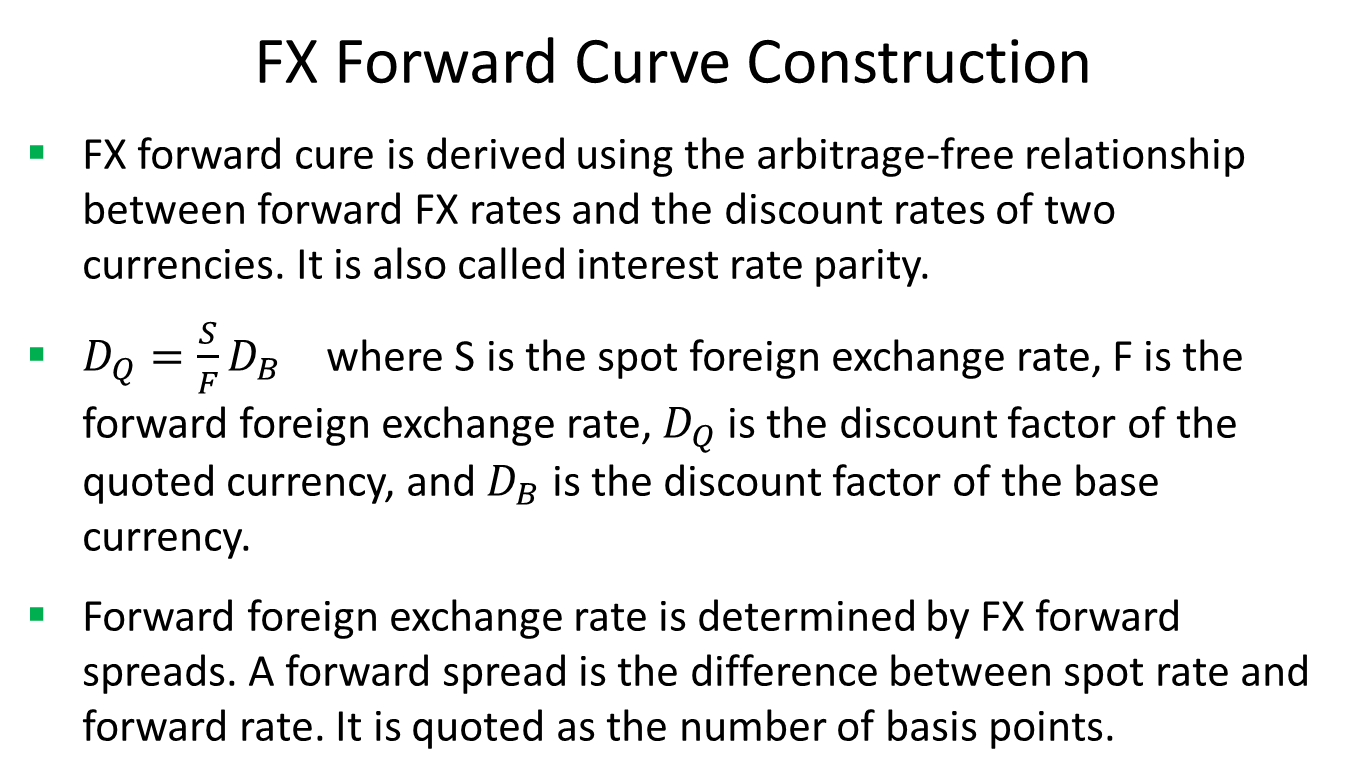 FX Forward Curve Construction
▪ FX forward cure is derived using the arbitrage-free relationship
between forward FX rates and the discount rates of two
currencies. It is also called interest rate parity.
▪ $D_Q = \frac{S}{F} D_B$ where S is the spot foreign exchange rate, F is the
forward foreign exchange rate, $D_Q$ is the discount factor of the
quoted currency, and $D_B$ is the discount factor of the base
currency.
▪ Forward foreign exchange rate is determined by FX forward
spreads. A forward spread is the difference between spot rate and
forward rate. It is quoted as the number of basis points.